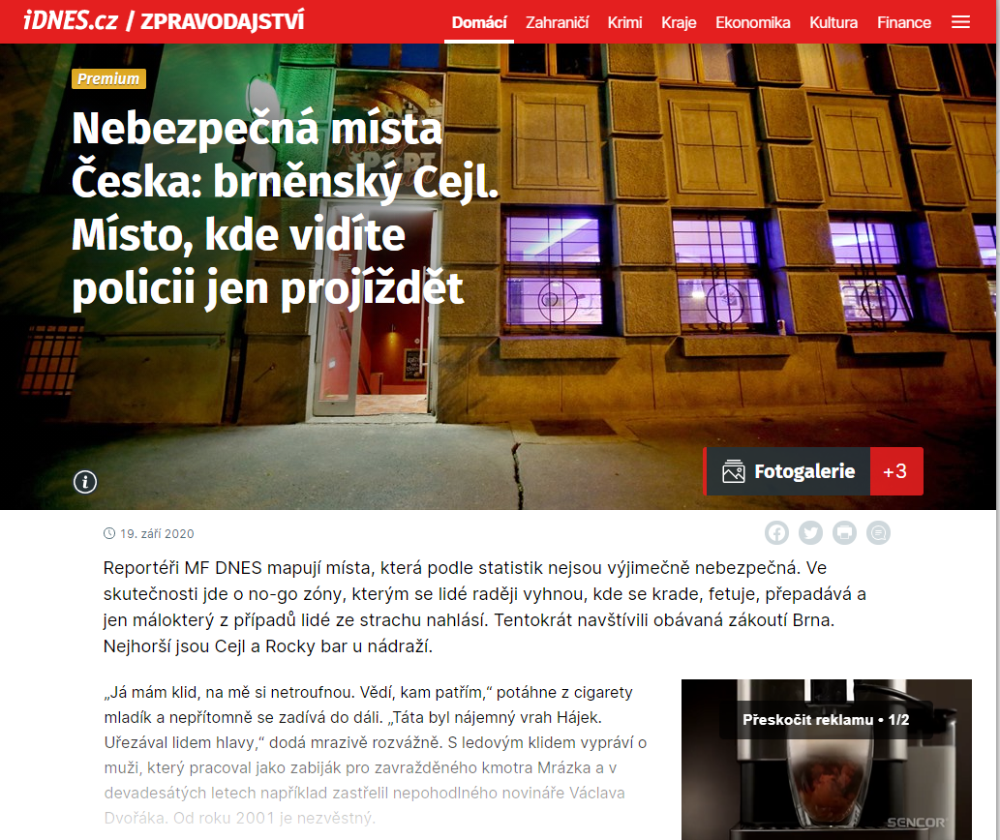 iDNES.cz / ZPRAVODAJSTVÍ
Domácí Zahraničí Krimi Kraje Ekonomika Kultura Finance
Premium
SPORT
Nebezpečná místa
Česka: brněnský Cejl.
Místo, kde vidíte
policii jen projíždět
Fotogalerie +3
19. září 2020
Reportéři MF DNES mapují místa, která podle statistik nejsou výjimečně nebezpečná. Ve
skutečnosti jde o no-go zóny, kterým se lidé raději vyhnou, kde se krade, fetuje, přepadává a
jen málokterý z případů lidé ze strachu nahlásí. Tentokrát navštívili obávaná zákoutí Brna.
Nejhorší jsou Cejl a Rocky bar u nádraží.
„Já mám klid, na mě si netroufnou. Vědí, kam patřím,“ potáhne z cigarety
mladík a nepřítomně se zadívá do dáli. „Táta byl nájemný vrah Hájek.
Uřezával lidem hlavy,“ dodá mrazivě rozvážně. S ledovým klidem vypráví o
muži, který pracoval jako zabiják pro zavražděného kmotra Mrázka a v
devadesátých letech například zastřelil nepohodlného novináře Václava
Dvořáka. Od roku 2001 je nezvěstný.
Přeskočit reklamu • 1/2
SENCOR